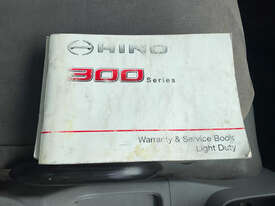 HINO
300 Series
Warranty & Service Book
Light Duty